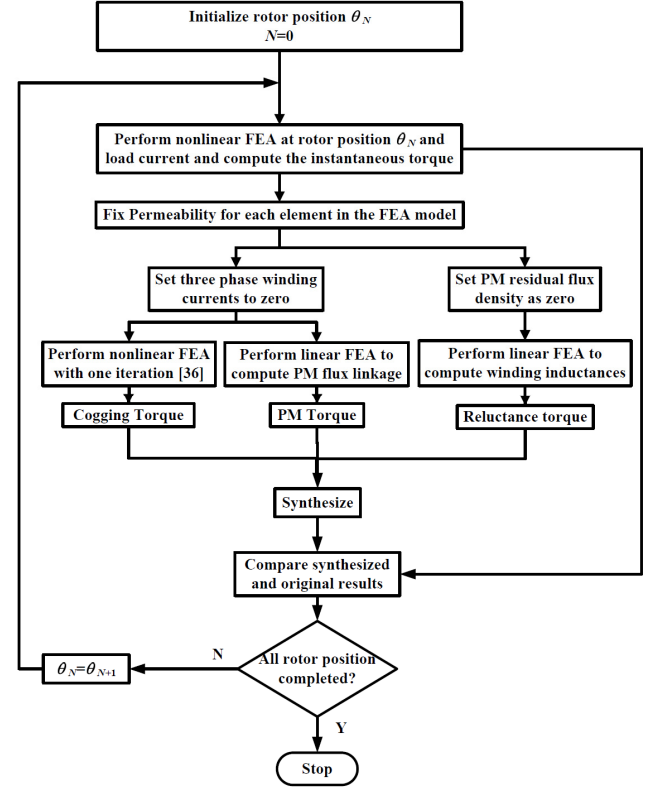 Initialize rotor position θN
N=0
Perform nonlinear FEA at rotor position θN and
load current and compute the instantaneous torque
Fix Permeability for each element in the FEA model
Set three phase winding
currents to zero
Set PM residual flux
density as zero
Perform nonlinear FEA
with one iteration [36]
Perform linear FEA to
compute PM flux linkage
Perform linear FEA to
compute winding inductances
Cogging Torque
PM Torque
Reluctance torque
Synthesize
Compare synthesized
and original results
All rotor position
completed?
N
θN=θN+1
Y
Stop